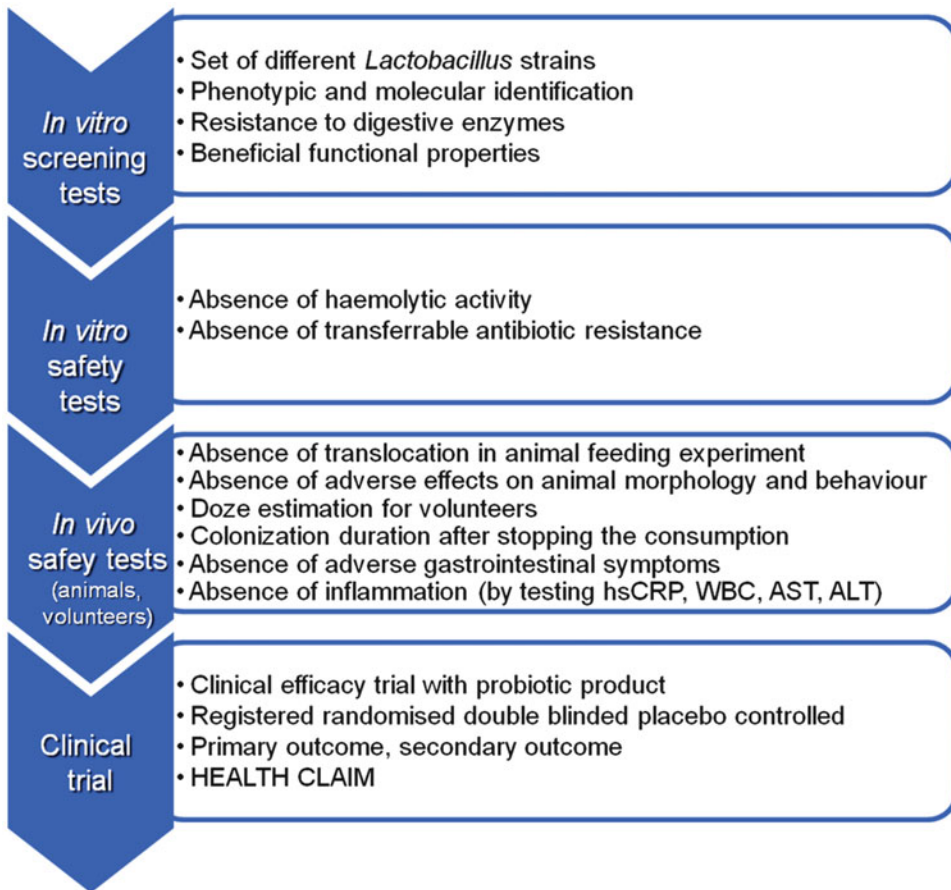 In vitro
screening
tests
• Set of different Lactobacillus strains
• Phenotypic and molecular identification
• Resistance to digestive enzymes
• Beneficial functional properties
In vitro
safety
tests
• Absence of haemolytic activity
• Absence of transferrable antibiotic resistance
In vivo
safey tests
(animals,
volunteers)
• Absence of translocation in animal feeding experiment
• Absence of adverse effects on animal morphology and behaviour
• Doze estimation for volunteers
• Colonization duration after stopping the consumption
• Absence of adverse gastrointestinal symptoms
• Absence of inflammation (by testing hsCRP, WBC, AST, ALT)
Clinical
trial
• Clinical efficacy trial with probiotic product
• Registered randomised double blinded placebo controlled
• Primary outcome, secondary outcome
• HEALTH CLAIM